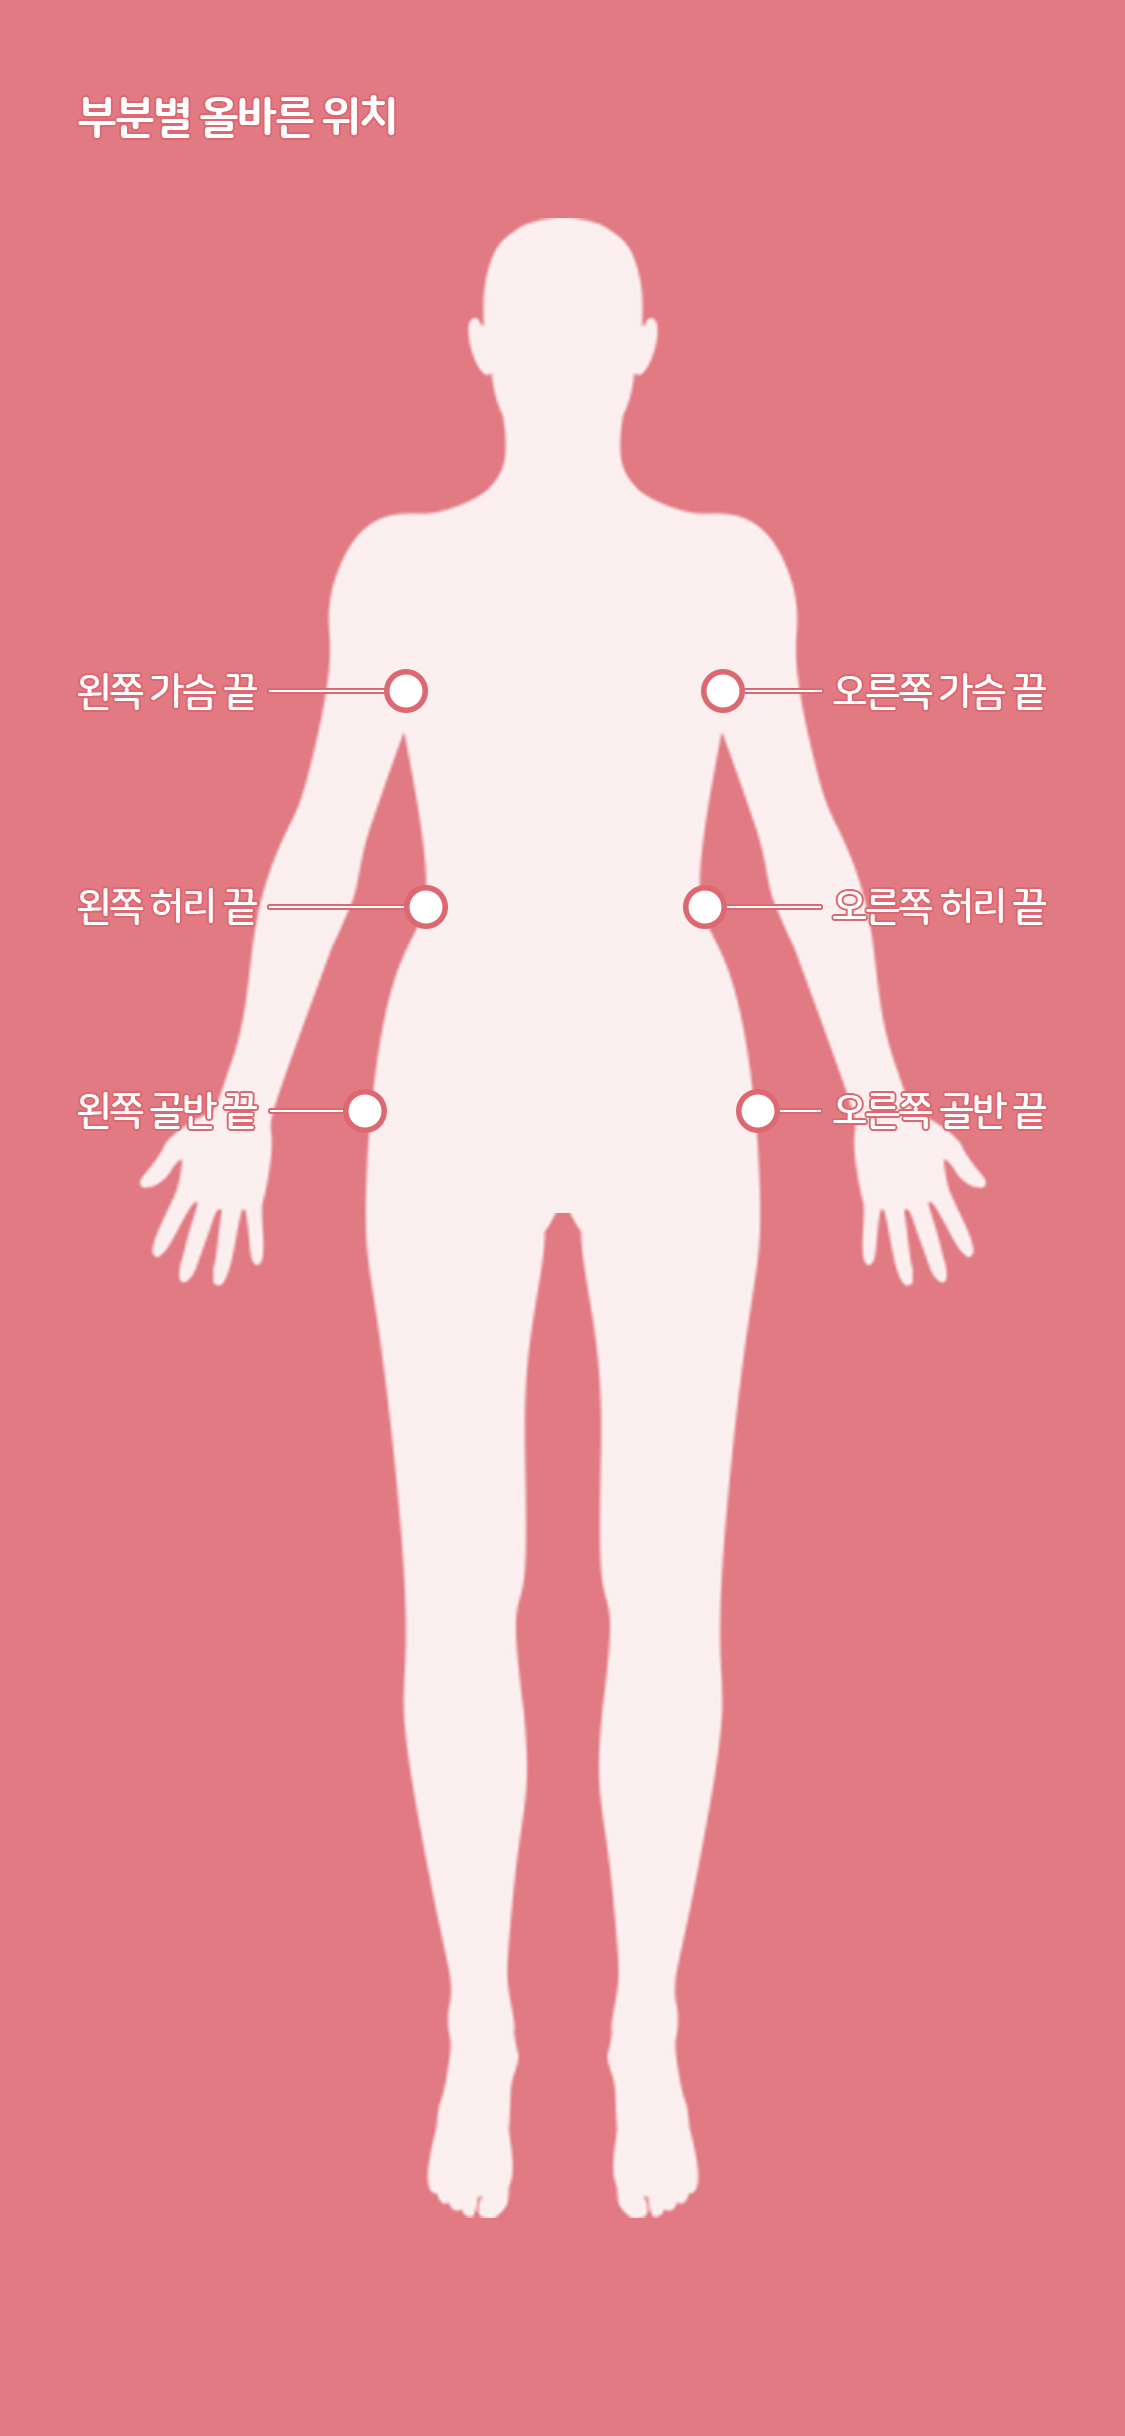 부분별 올바른 위치
왼쪽 가슴 끝
오른쪽 가슴 끝
왼쪽 허리 끝
오른쪽 허리 끝
왼쪽 골반 끝
오른쪽 골반 끝